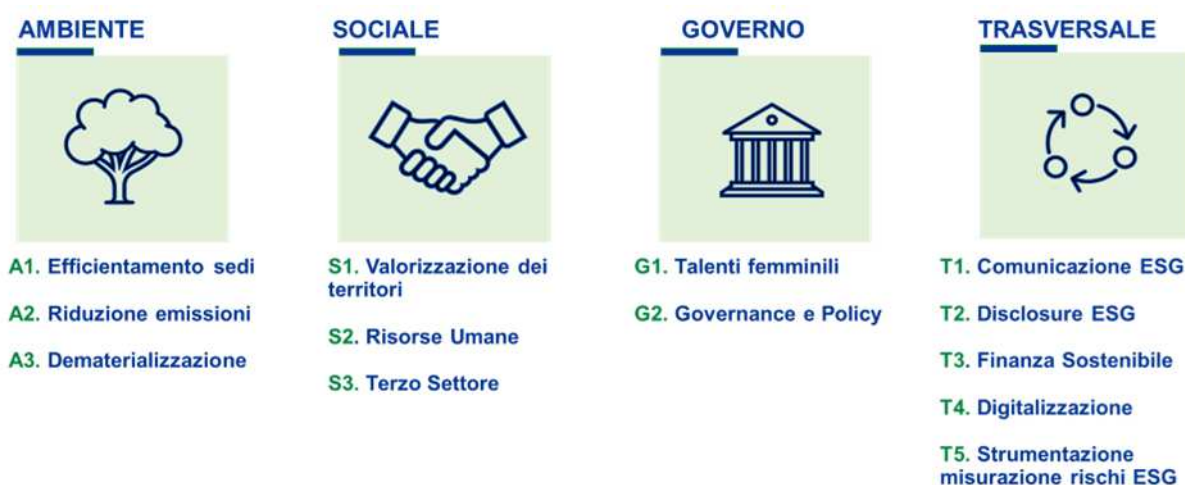 AMBIENTE
A1. Efficientamento sedi
A2. Riduzione emissioni
A3. Dematerializzazione
SOCIALE
S1. Valorizzazione dei
territori
S2. Risorse Umane
S3. Terzo Settore
GOVERNO
G1. Talenti femminili
G2. Governance e Policy
TRASVERSALE
T1. Comunicazione ESG
T2. Disclosure ESG
T3. Finanza Sostenibile
T4. Digitalizzazione
T5. Strumentazione
misurazione rischi ESG